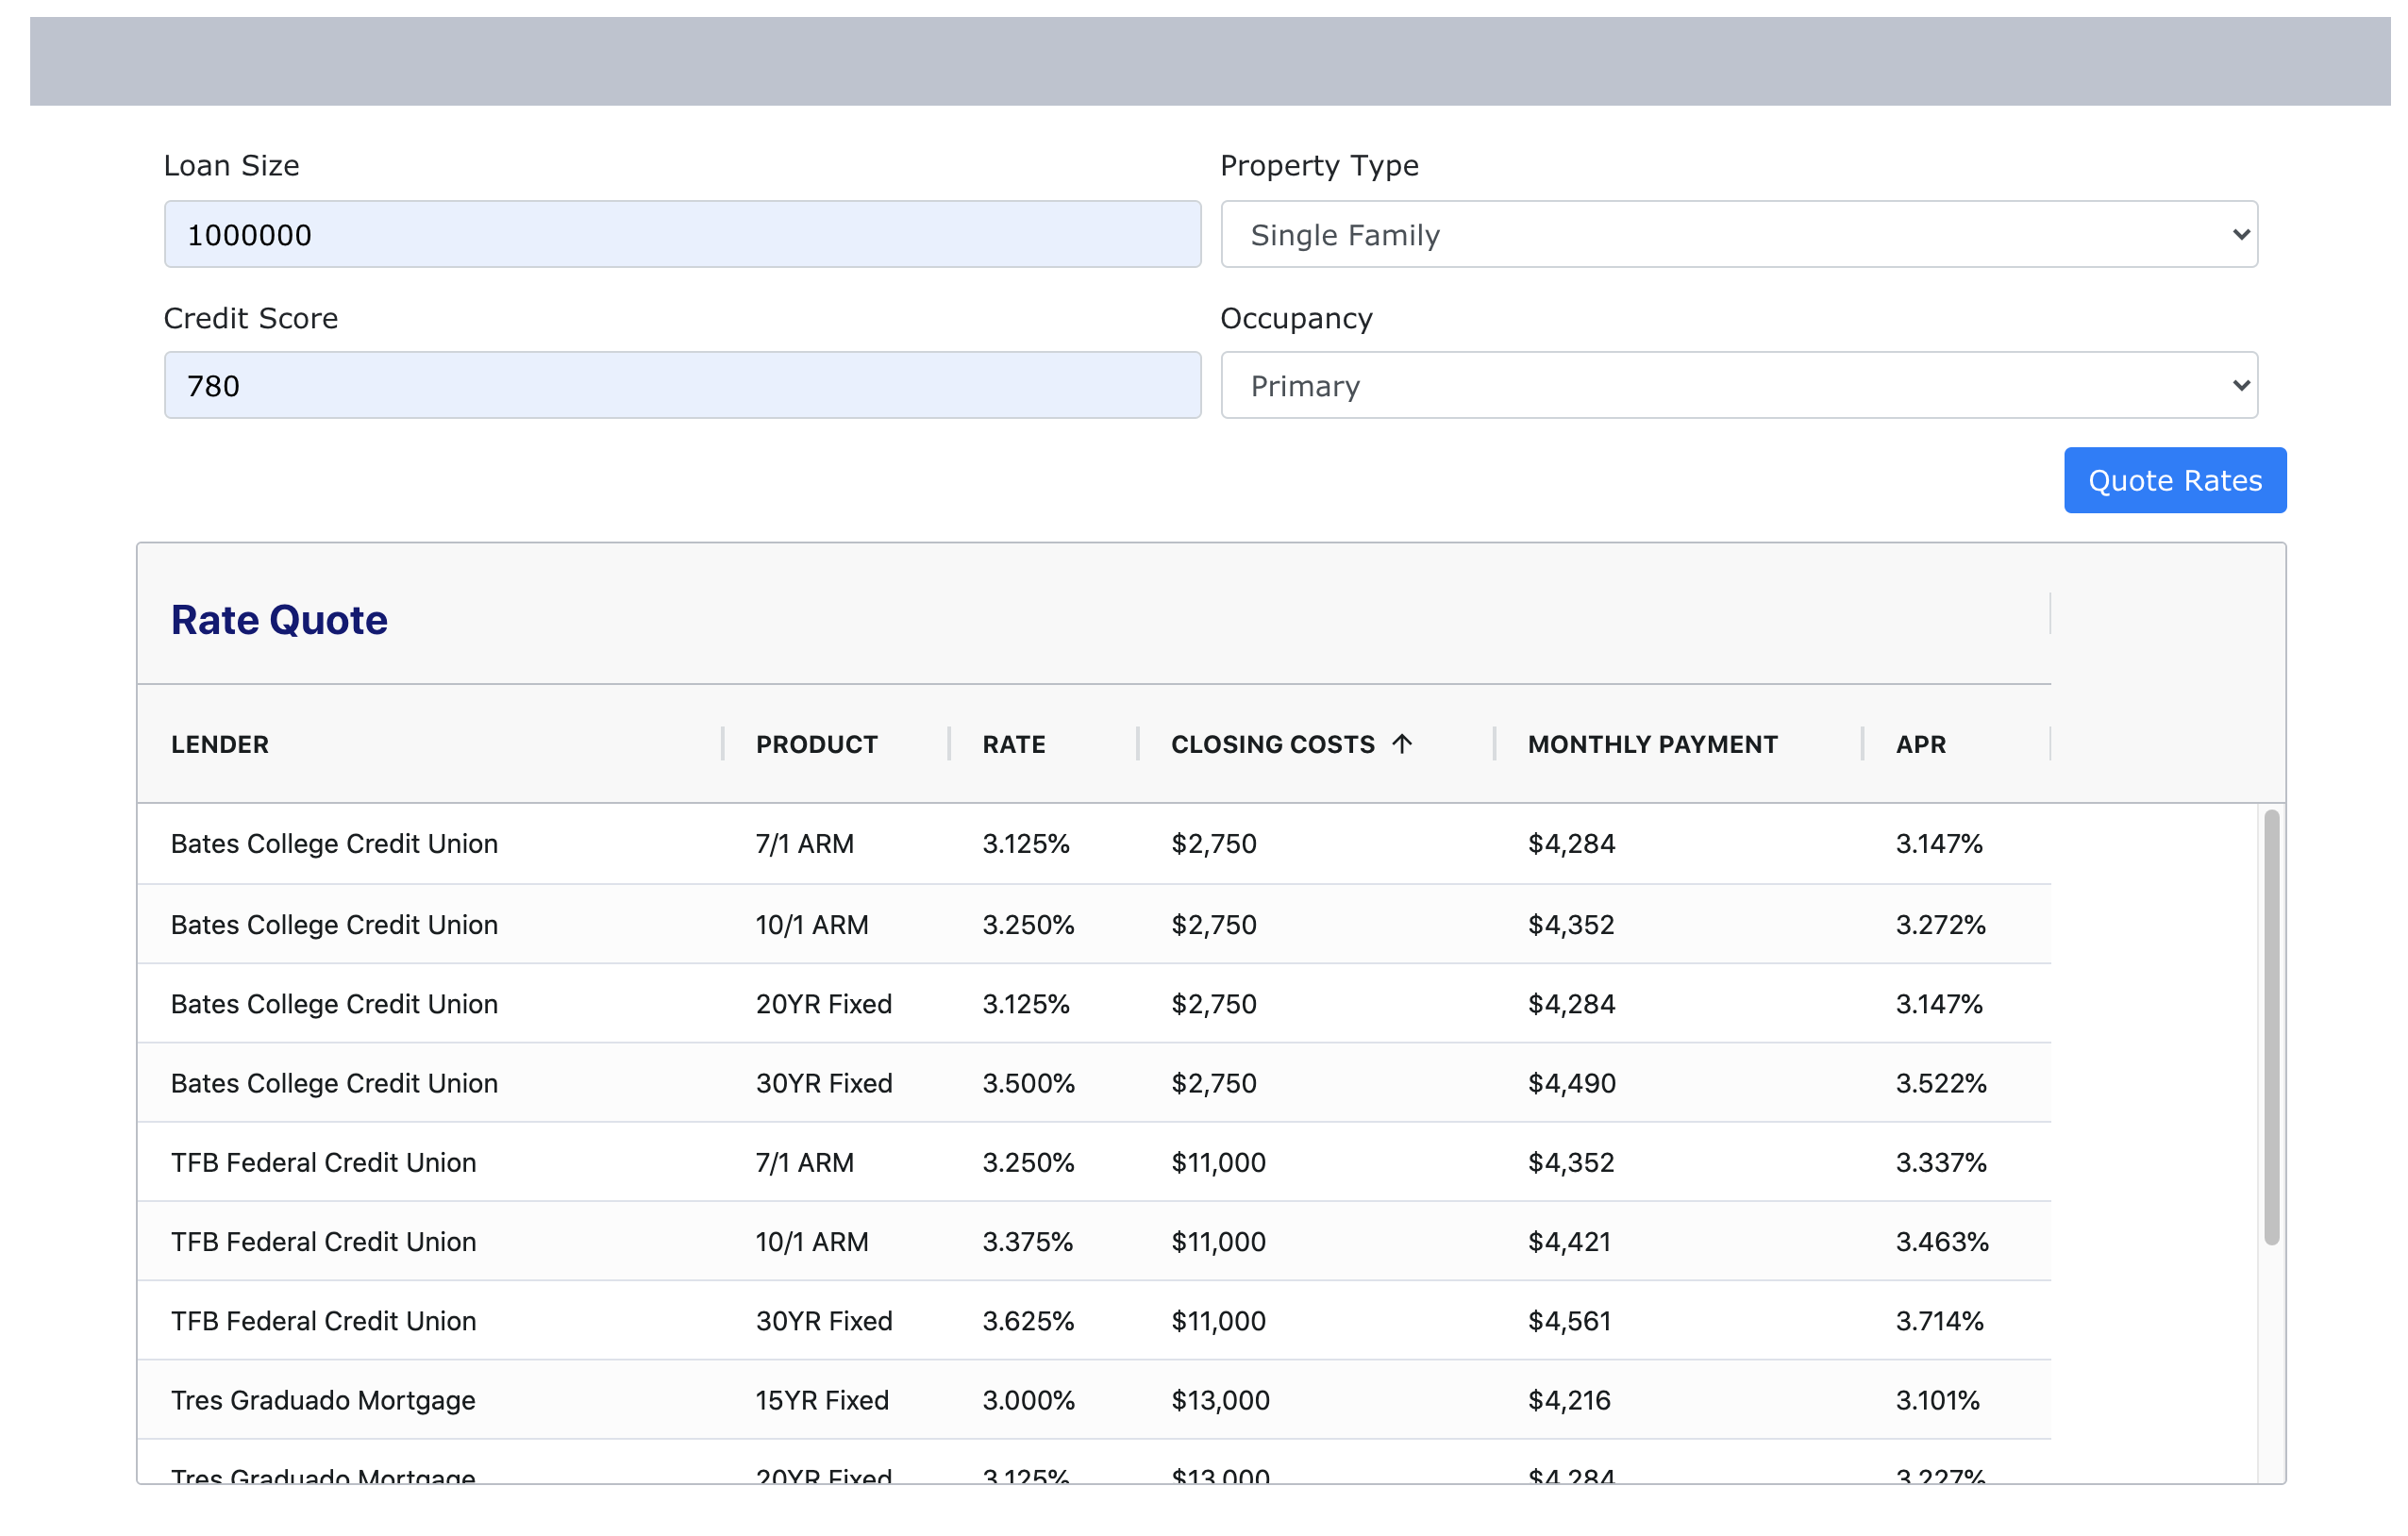 Loan Size Property Type
1000000 Single Family
Credit Score Occupancy
780 Primary
Quote Rates
Rate Quote
LENDER PRODUCT RATE CLOSING COSTS MONTHLY PAYMENT APR
Bates College Credit Union 7/1 ARM 3.125% $2,750 $4,284 3.147%
Bates College Credit Union 10/1 ARM 3.250% $2,750 $4,352 3.272%
Bates College Credit Union 20YR Fixed 3.125% $2,750 $4,284 3.147%
Bates College Credit Union 30YR Fixed 3.500% $2,750 $4,490 3.522%
TFB Federal Credit Union 7/1 ARM 3.250% $11,000 $4,352 3.337%
TFB Federal Credit Union 10/1 ARM 3.375% $11,000 $4,421 3.463%
TFB Federal Credit Union 30YR Fixed 3.625% $11,000 $4,561 3.714%
Tres Graduado Mortgage 15YR Fixed 3.000% $13,000 $4,216 3.101%
Tres Graduado Mortgage 20YR Fixed 3.125% $13,000 $4,284 3.227%